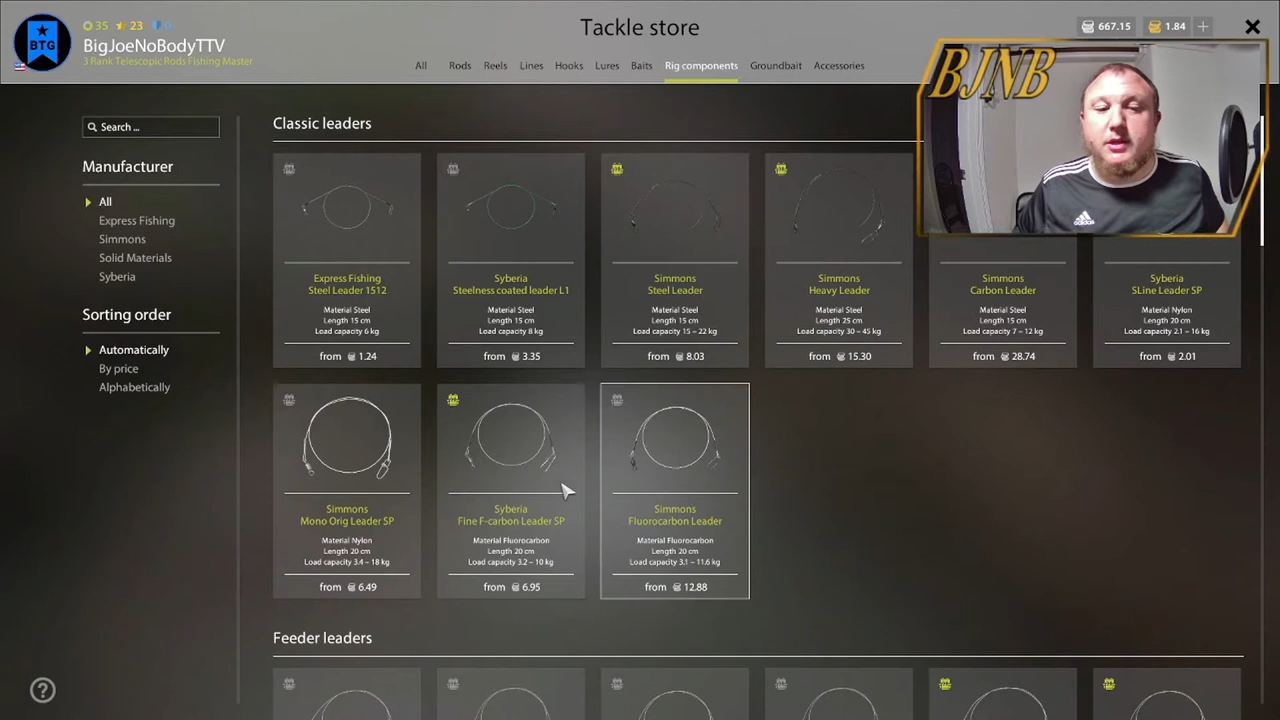 35 23
BTG
BigJoeNoBodyTTV
3 Rank Telescopic Rods Fishing Master
Tackle store
667.15
1.84
All Rods Reels Lines Hooks Lures Baits Rig components Groundbait Accessories
BJNB
adidas
Search ...
Manufacturer
All
Express Fishing
Simmons
Solid Materials
Syberia
Sorting order
Automatically
By price
Alphabetically
Classic leaders
Express Fishing
Steel Leader 1512
Material Steel
Length 15 cm
Load capacity 6 kg
from 1.24
Syberia
Steelness coated leader L1
Material Steel
Length 15 cm
Load capacity 8 kg
from 3.35
Simmons
Steel Leader
Material Steel
Length 15 cm
Load capacity 15 – 22 kg
from 8.03
Simmons
Heavy Leader
Material Steel
Length 25 cm
Load capacity 30 – 45 kg
from 15.30
Simmons
Carbon Leader
Material Steel
Length 15 cm
Load capacity 7 – 12 kg
from 28.74
Syberia
SLine Leader SP
Material Nylon
Length 20 cm
Load capacity 2.1 – 16 kg
from 2.01
Simmons
Mono Orig Leader SP
Material Nylon
Length 20 cm
Load capacity 3.4 – 18 kg
from 6.49
Syberia
Fine F-carbon Leader SP
Material Fluorocarbon
Length 20 cm
Load capacity 3.2 – 10 kg
from 6.95
Simmons
Fluorocarbon Leader
Material Fluorocarbon
Length 20 cm
Load capacity 3.1 – 11.6 kg
from 12.88
Feeder leaders
?